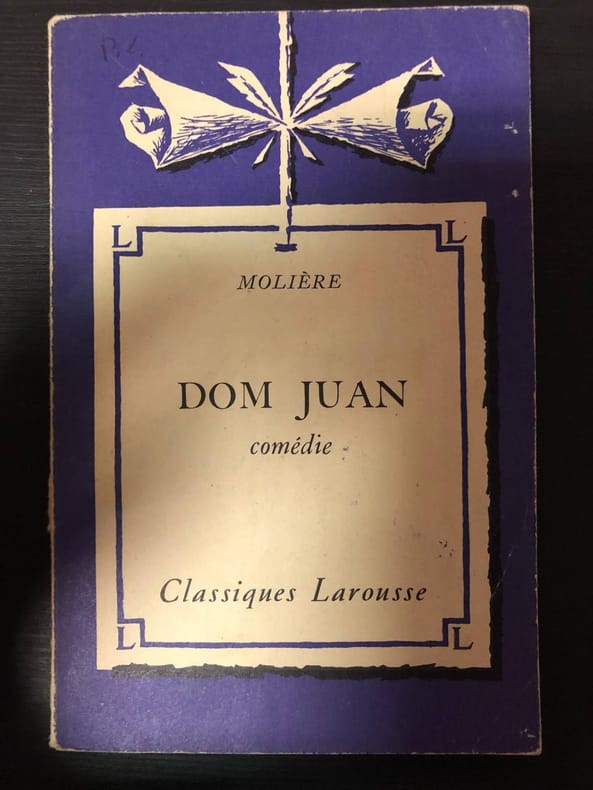 P.L.
L L
MOLIÈRE
DOM JUAN
comédie
Classiques Larousse
L L